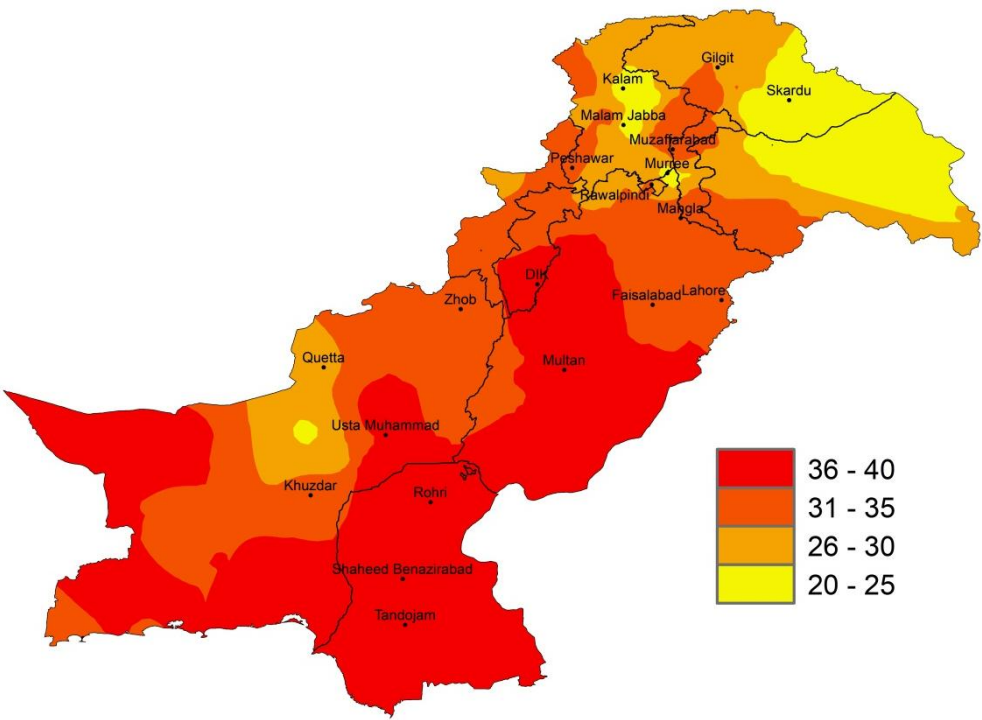 Gilgit
Kalam
Skardu
Malam Jabba
Muzaffarabad
Peshawar
Murree
Rawalpindi
Mangla
DIK
Zhob
Faisalabad
Lahore
Quetta
Multan
Usta Muhammad
Khuzdar
Rohri
Shaheed Benazirabad
Tandojam
36 - 40
31 - 35
26 - 30
20 - 25